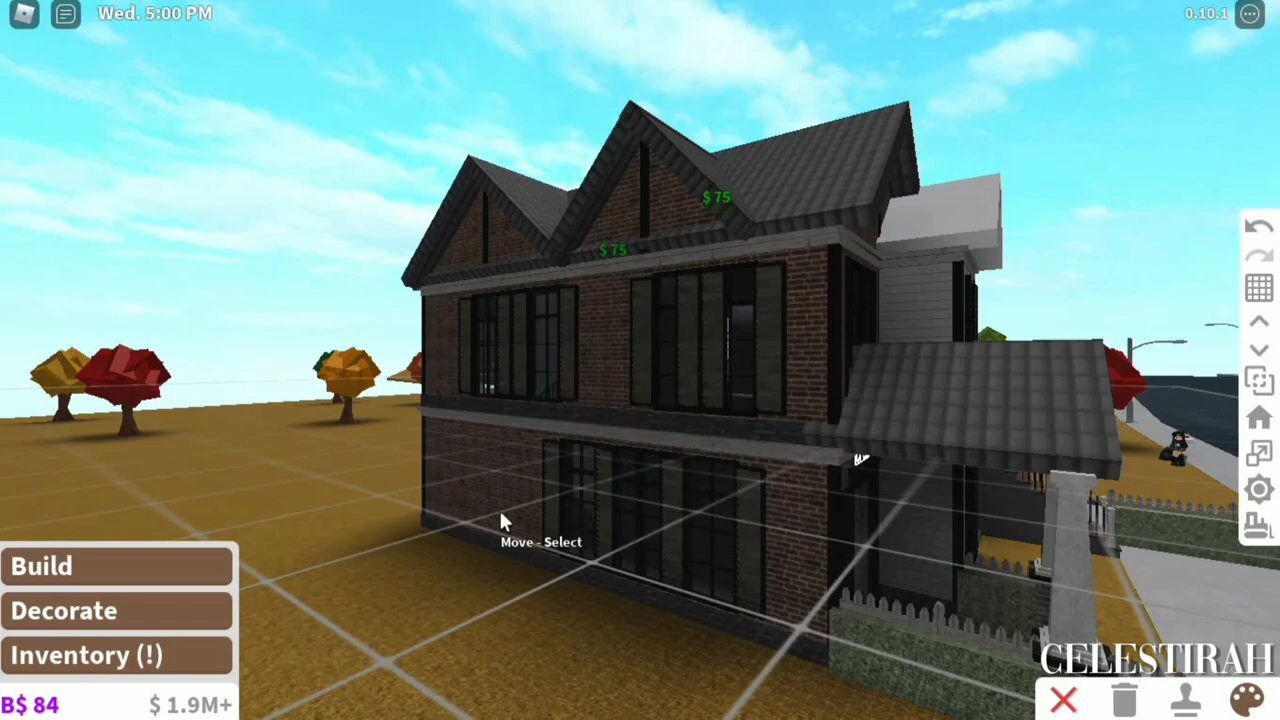 Wed. 5:00 PM
0.10.1
$ 75
$ 75
Move - Select
Build
Decorate
Inventory (!)
B$ 84
$ 1.9M+
CELESTIRAH